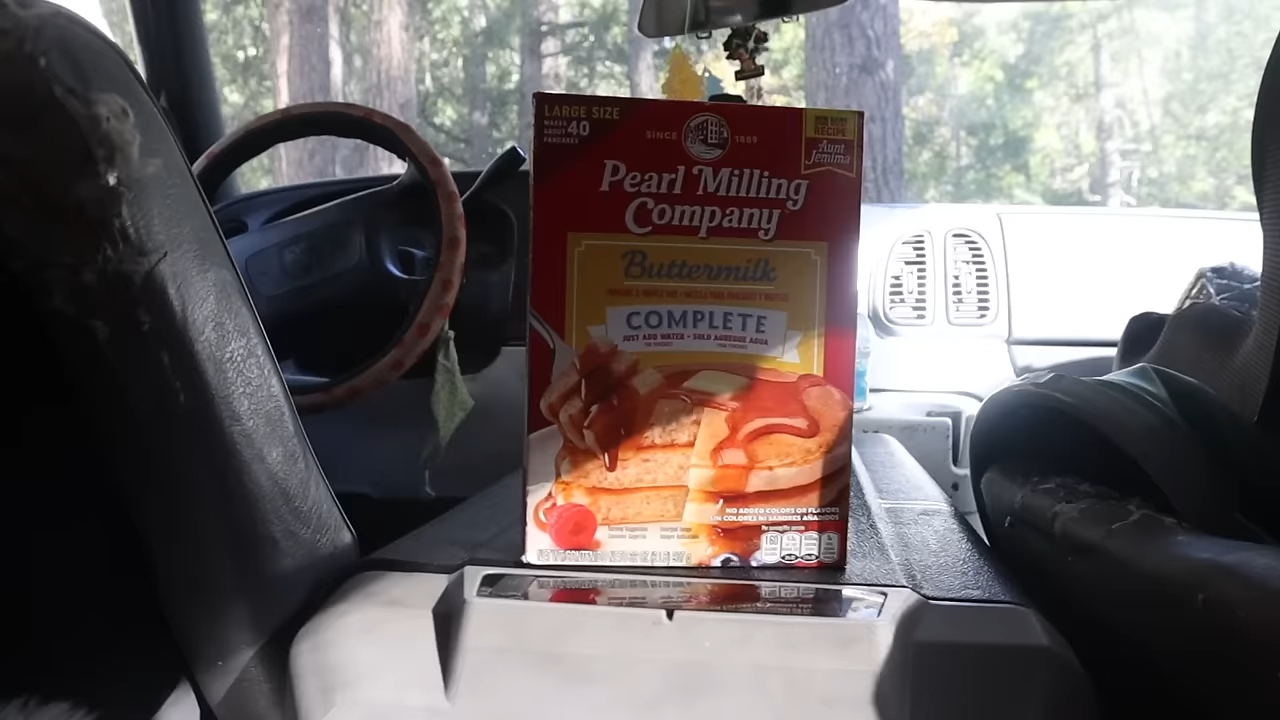 LARGE SIZE
MAKES
ABOUT 40
PANCAKES
SINCE 1889
RECIPE
Aunt
Jemima
Pearl Milling
Company
Buttermilk
COMPLETE
JUST ADD WATER • SOLO AGREGUE AGUA
NO ADDED COLORS OR FLAVORS
SIN COLORES NI SABORES AÑADIDOS
160